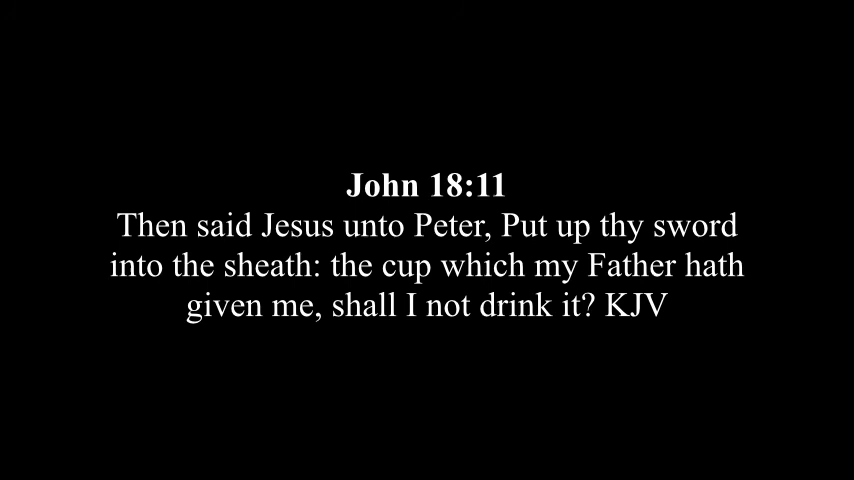 John 18:11
Then said Jesus unto Peter, Put up thy sword
into the sheath: the cup which my Father hath
given me, shall I not drink it? KJV